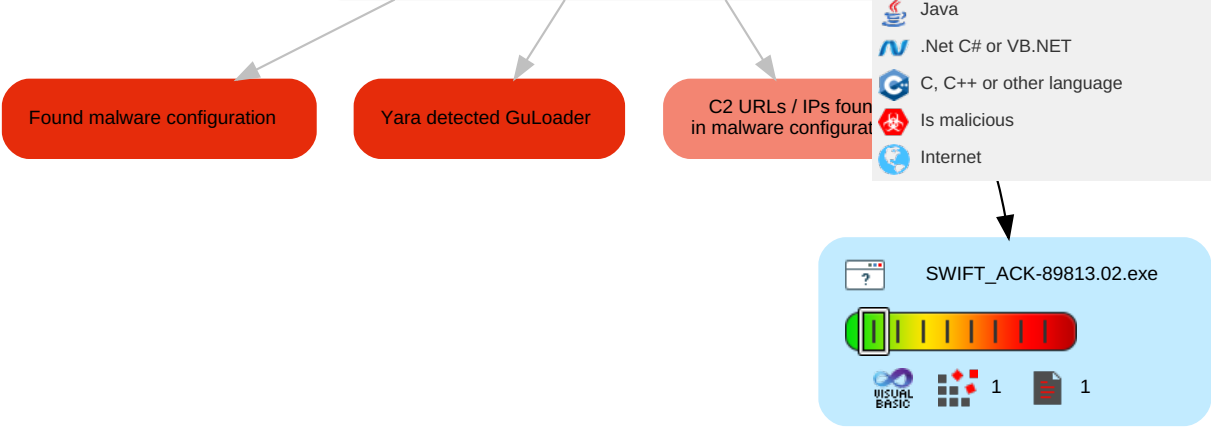 Java
.Net C# or VB.NET
C, C++ or other language
Is malicious
Internet
Found malware configuration
Yara detected GuLoader
C2 URLs / IPs foun
in malware configurat
SWIFT_ACK-89813.02.exe
?
VISUAL
BASIC
1
1